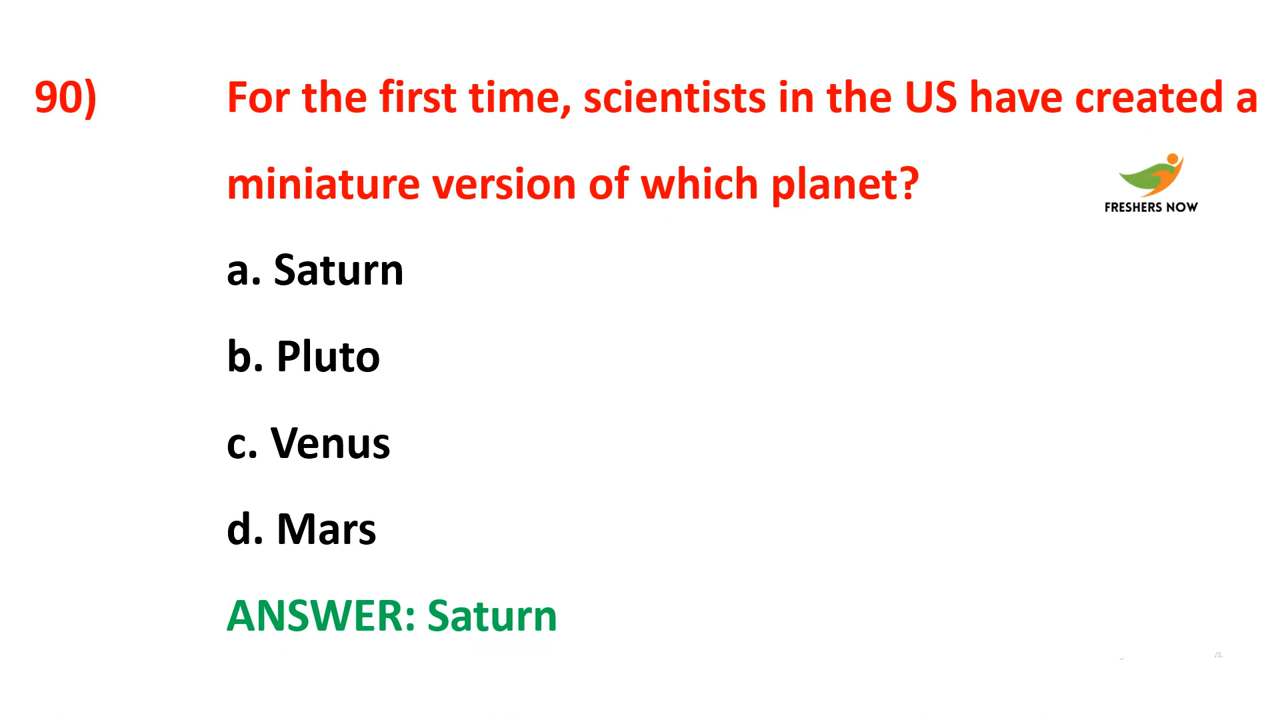 90) For the first time, scientists in the US have created a
miniature version of which planet?
FRESHERS NOW
a. Saturn
b. Pluto
c. Venus
d. Mars
ANSWER: Saturn